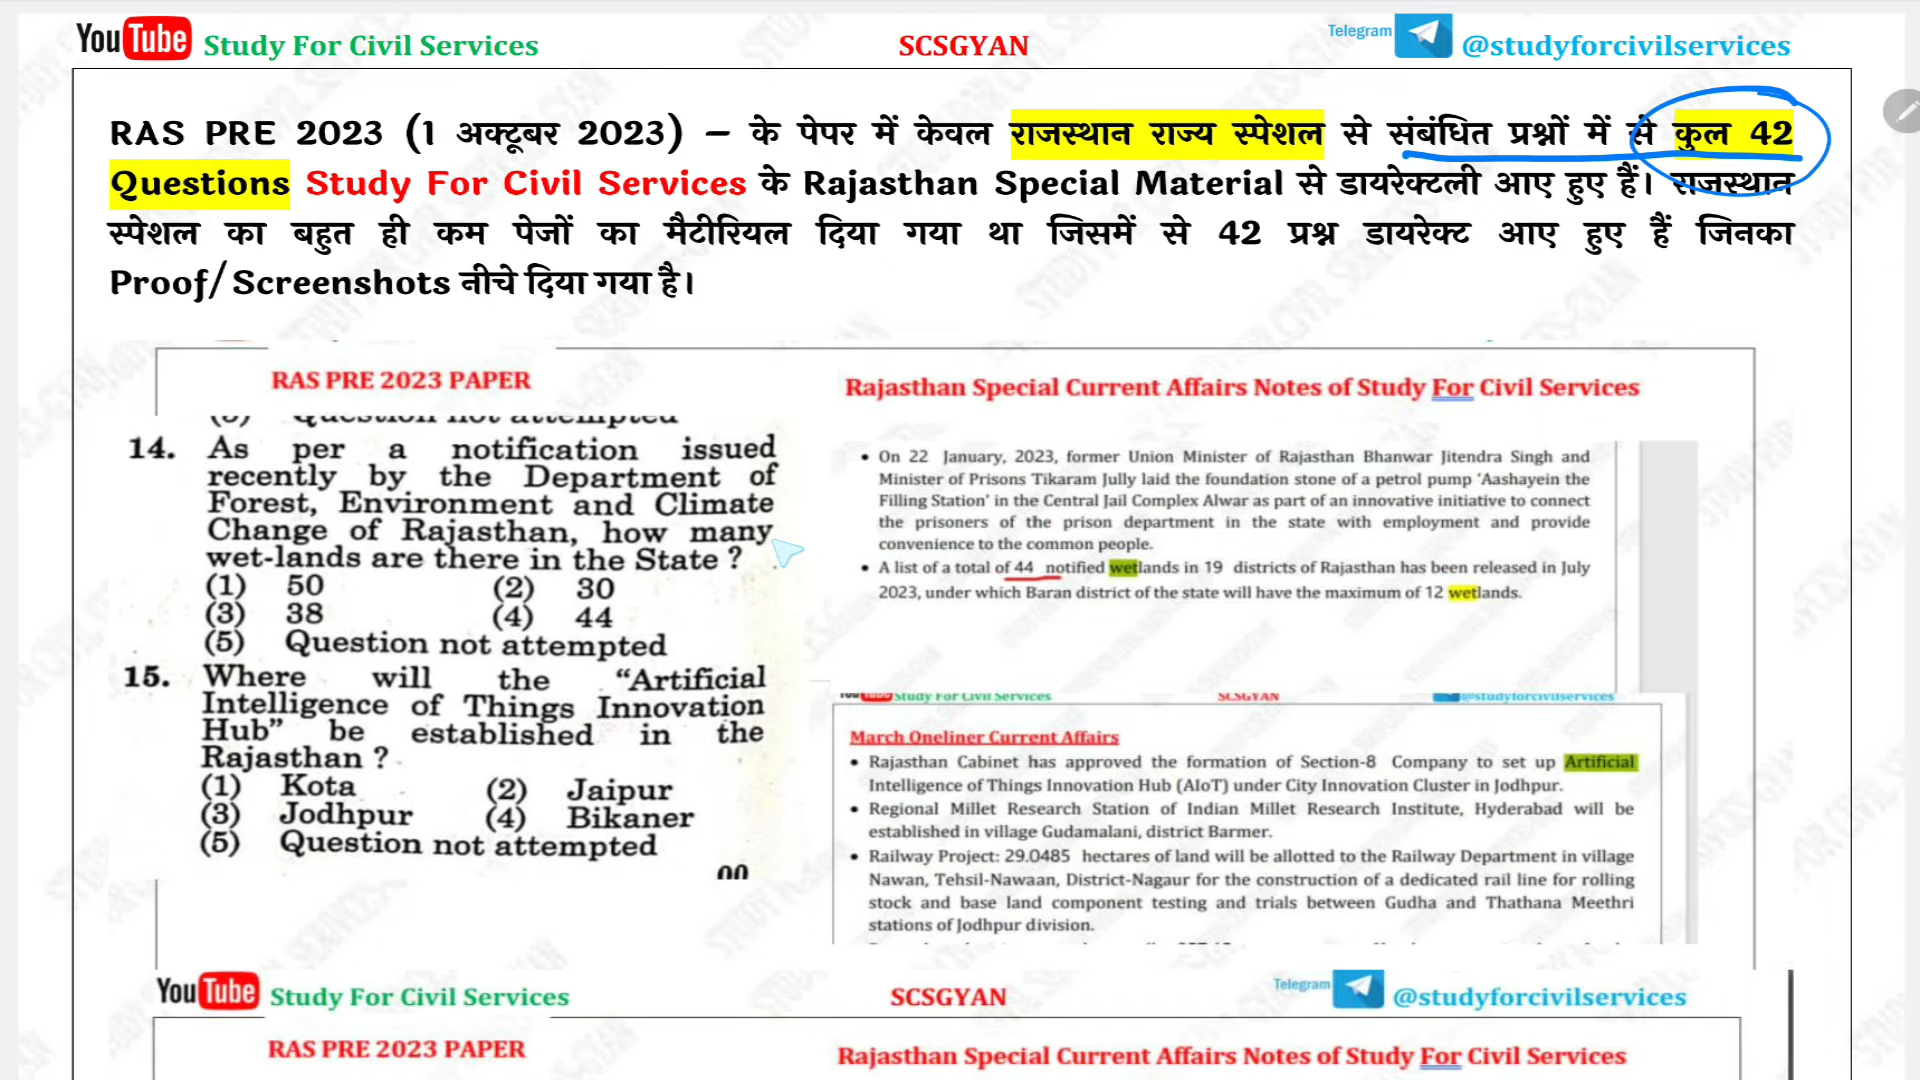 YouTube Study For Civil Services SCSGYAN Telegram @studyforcivilservices
RAS PRE 2023 (1 अक्टूबर 2023) – के पेपर में केवल राजस्थान राज्य स्पेशल से संबंधित प्रश्नों में से कुल 42
Questions Study For Civil Services के Rajasthan Special Material से डायरेक्टली आए हुए हैं। राजस्थान
स्पेशल का बहुत ही कम पेजों का मैटीरियल दिया गया था जिसमें से 42 प्रश्न डायरेक्ट आए हुए हैं जिनका
Proof/Screenshots नीचे दिया गया है।
RAS PRE 2023 PAPER
Question not attempted
14. As per a notification issued
recently by the Department of
Forest, Environment and Climate
Change of Rajasthan, how many
wet-lands are there in the State ?
(1) 50 (2) 30
(3) 38 (4) 44
(5) Question not attempted
15. Where will the “Artificial
Intelligence of Things Innovation
Hub” be established in the
Rajasthan ?
(1) Kota (2) Jaipur
(3) Jodhpur (4) Bikaner
(5) Question not attempted
Rajasthan Special Current Affairs Notes of Study For Civil Services
• On 22 January, 2023, former Union Minister of Rajasthan Bhanwar Jitendra Singh and
Minister of Prisons Tikaram Jully laid the foundation stone of a petrol pump ‘Aashayein the
Filling Station’ in the Central Jail Complex Alwar as part of an innovative initiative to connect
the prisoners of the prison department in the state with employment and provide
convenience to the common people.
• A list of a total of 44 notified wetlands in 19 districts of Rajasthan has been released in July
2023, under which Baran district of the state will have the maximum of 12 wetlands.
YouTube Study For Civil Services SCSGYAN @studyforcivilservices
March Oneliner Current Affairs
• Rajasthan Cabinet has approved the formation of Section-8 Company to set up Artificial
Intelligence of Things Innovation Hub (AIoT) under City Innovation Cluster in Jodhpur.
• Regional Millet Research Station of Indian Millet Research Institute, Hyderabad will be
established in village Gudamalani, district Barmer.
• Railway Project: 29.0485 hectares of land will be allotted to the Railway Department in village
Nawan, Tehsil-Nawaan, District-Nagaur for the construction of a dedicated rail line for rolling
stock and base land component testing and trials between Gudha and Thathana Meethri
stations of Jodhpur division.
YouTube Study For Civil Services SCSGYAN Telegram @studyforcivilservices
RAS PRE 2023 PAPER
Rajasthan Special Current Affairs Notes of Study For Civil Services